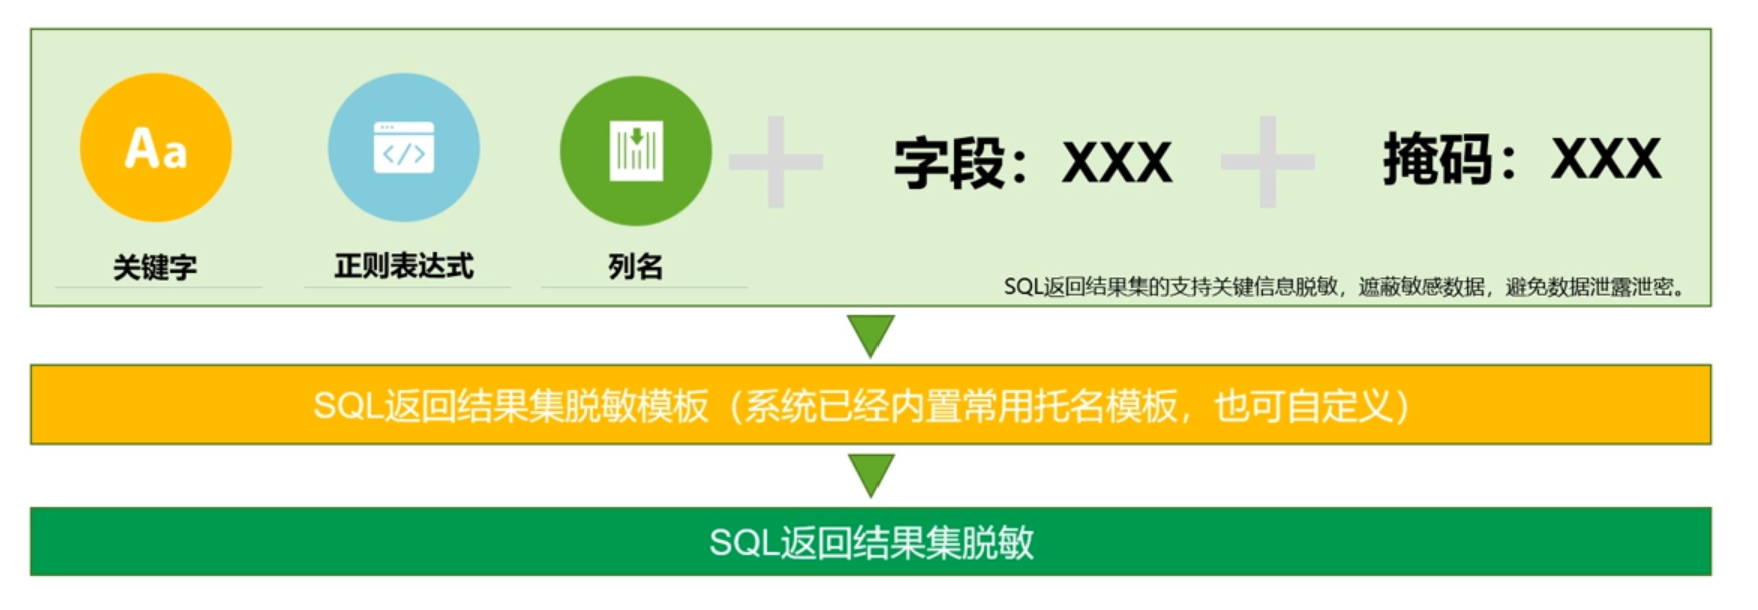 Aa
</>
关键字
正则表达式
列名
字段：XXX
掩码：XXX
SQL返回结果集的支持关键信息脱敏，遮蔽敏感数据，避免数据泄露泄密。
SQL返回结果集脱敏模板（系统已经内置常用托名模板，也可自定义）
SQL返回结果集脱敏